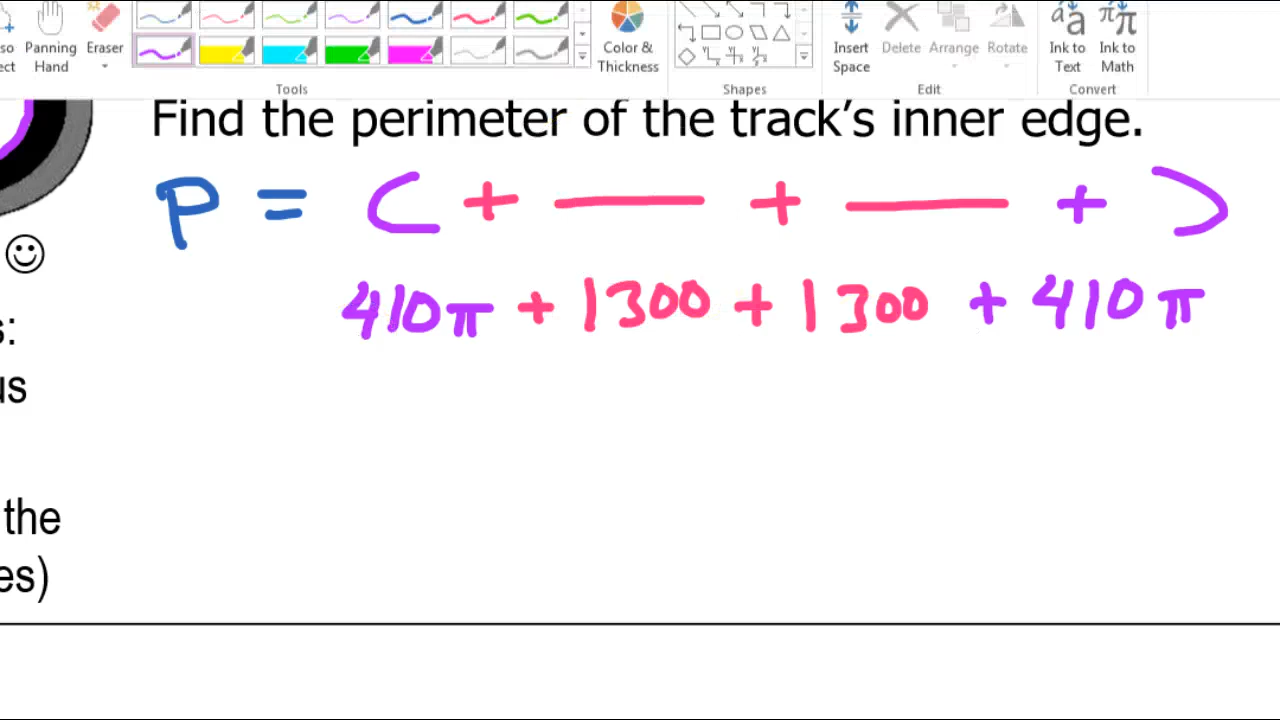 so Panning Eraser Color & Insert Delete Arrange Rotate Ink to Ink to
ect Hand Thickness Space Text Math
Tools Shapes Edit Convert
Find the perimeter of the track’s inner edge.
P = ( + — + — + )
410π + 1300 + 1300 + 410π
s:
us
the
es)